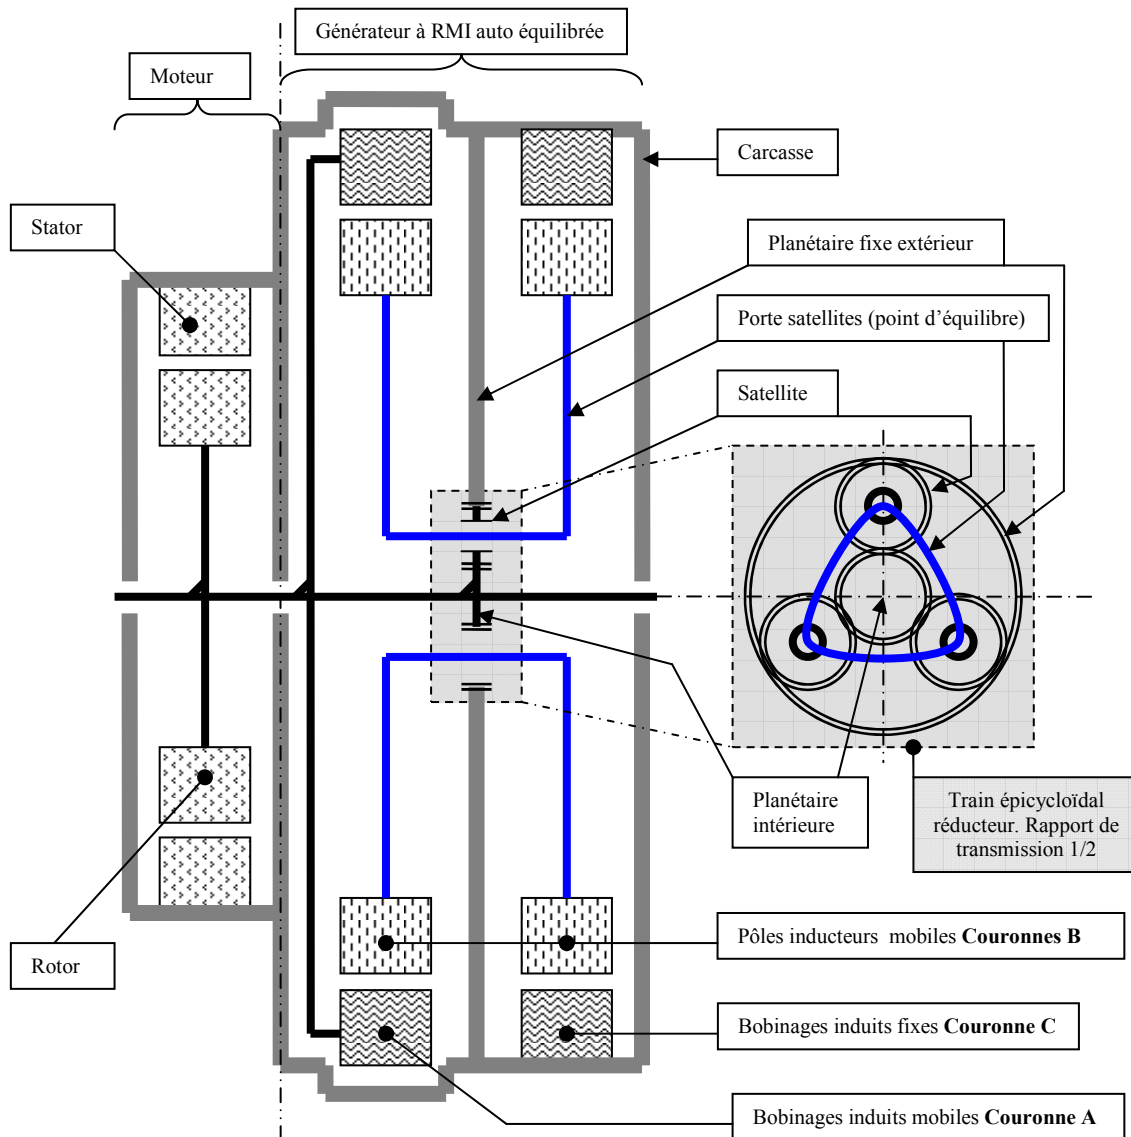 Générateur à RMI auto équilibrée
Moteur
Carcasse
Stator
Planétaire fixe extérieur
Porte satellites (point d’équilibre)
Satellite
Planétaire
intérieure
Train épicycloïdal
réducteur. Rapport de
transmission 1/2
Pôles inducteurs mobiles Couronnes B
Rotor
Bobinages induits fixes Couronne C
Bobinages induits mobiles Couronne A